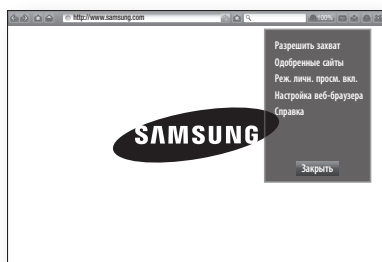 http://www.samsung.com
100%
Разрешить захват
Одобренные сайты
Реж. личн. просм. вкл.
Настройка веб-браузера
Справка
SAMSUNG
Закрыть